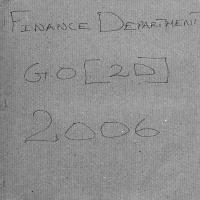 FINANCE DEPARTMENT
G.O [2D]
2006